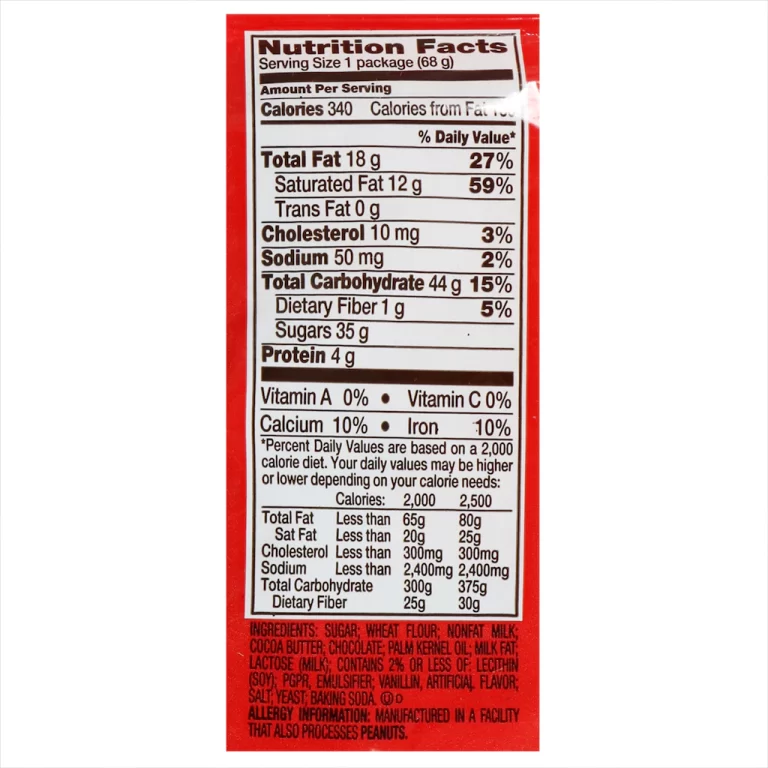 Nutrition Facts
Serving Size 1 package (68 g)
Amount Per Serving
Calories 340 Calories from Fat
% Daily Value*
Total Fat 18 g 27%
Saturated Fat 12 g 59%
Trans Fat 0 g
Cholesterol 10 mg 3%
Sodium 50 mg 2%
Total Carbohydrate 44 g 15%
Dietary Fiber 1 g 5%
Sugars 35 g
Protein 4 g
Vitamin A 0% • Vitamin C 0%
Calcium 10% • Iron 10%
*Percent Daily Values are based on a 2,000
calorie diet. Your daily values may be higher
or lower depending on your calorie needs:
Calories: 2,000 2,500
Total Fat Less than 65g 80g
Sat Fat Less than 20g 25g
Cholesterol Less than 300mg 300mg
Sodium Less than 2,400mg 2,400mg
Total Carbohydrate 300g 375g
Dietary Fiber 25g 30g
INGREDIENTS: SUGAR; WHEAT FLOUR; NONFAT MILK;
COCOA BUTTER; CHOCOLATE; PALM KERNEL OIL; MILK FAT;
LACTOSE (MILK); CONTAINS 2% OR LESS OF: LECITHIN
(SOY); PGPR, EMULSIFIER; VANILLIN, ARTIFICIAL FLAVOR;
SALT; YEAST; BAKING SODA. Ⓤ D
ALLERGY INFORMATION: MANUFACTURED IN A FACILITY
THAT ALSO PROCESSES PEANUTS.